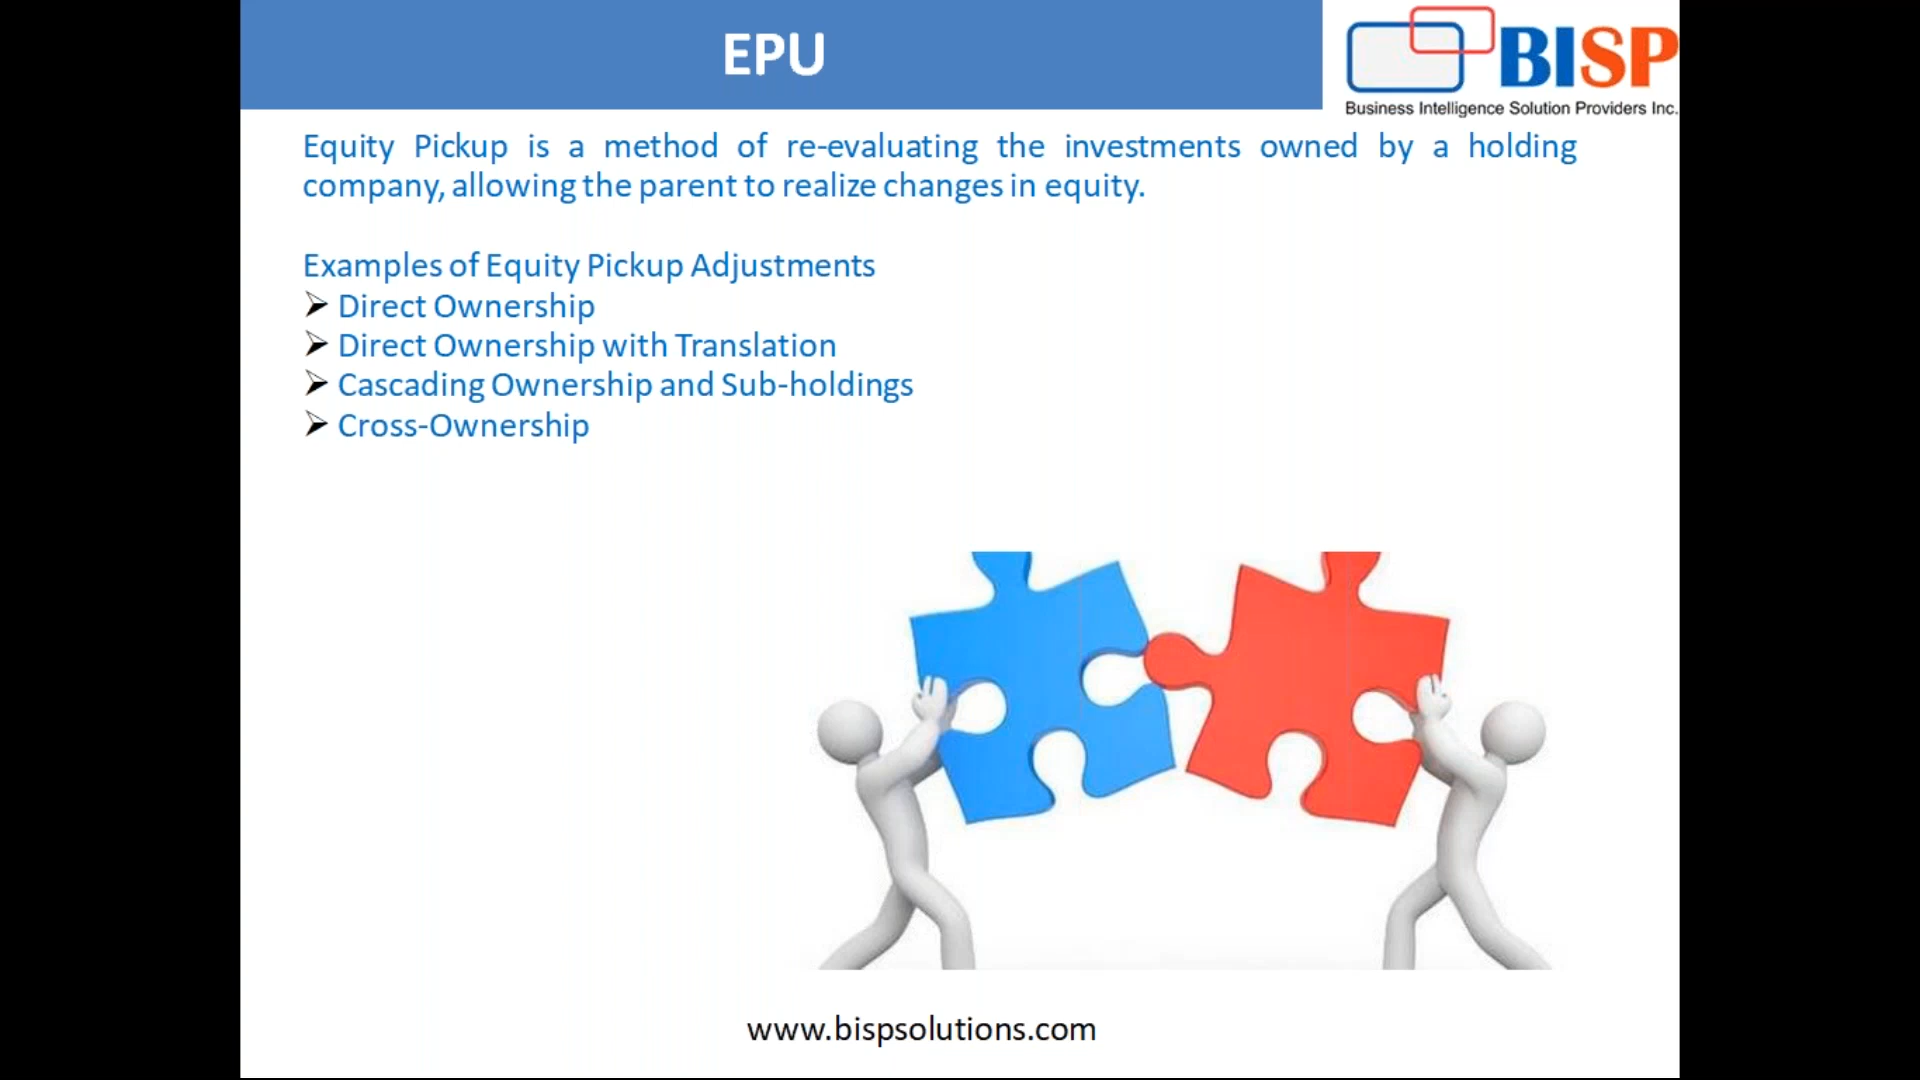 EPU
BISP
Business Intelligence Solution Providers Inc.
Equity Pickup is a method of re-evaluating the investments owned by a holding
company, allowing the parent to realize changes in equity.
Examples of Equity Pickup Adjustments
➢ Direct Ownership
➢ Direct Ownership with Translation
➢ Cascading Ownership and Sub-holdings
➢ Cross-Ownership
www.bispsolutions.com